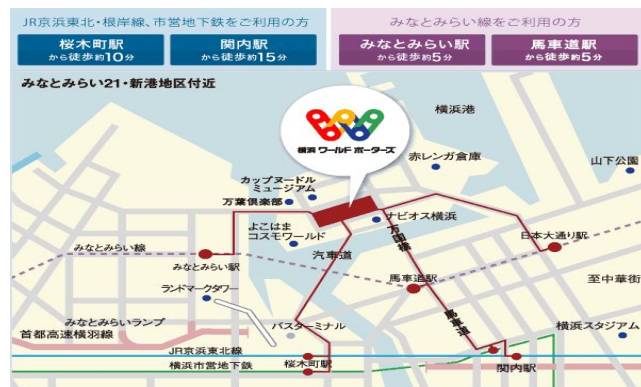 JR京浜東北・根岸線、市営地下鉄をご利用の方
みなとみらい線をご利用の方
桜木町駅
から徒歩約10分
関内駅
から徒歩約15分
みなとみらい駅
から徒歩約5分
馬車道駅
から徒歩約5分
みなとみらい21・新港地区付近
横浜港
横浜 ワールド ポーターズ
赤レンガ倉庫
山下公園
カップヌードル
ミュージアム
万葉倶楽部
ナビオス横浜
よこはま
コスモワールド
万国橋
日本大通り駅
みなとみらい線
汽車道
みなとみらい駅
馬車道駅
至中華街
ランドマークタワー
馬車道
みなとみらいランプ
首都高速横羽線
バスターミナル
横浜スタジアム
JR京浜東北線
横浜市営地下鉄
桜木町駅
関内駅